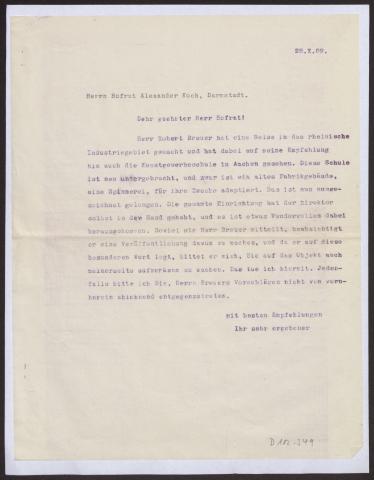 28.X.09.
Herrn Hofrat Alexander Koch, Darmstadt.
Sehr geehrter Herr Hofrat!
Herr Robert Breuer hat eine Reise in das rheinische
Industriegebiet gemacht und hat dabei auf seine Empfehlung
hin auch die Kunstgewerbeschule in Aachen gesehen. Diese Schule
ist neu untergebracht, und zwar ist ein altes Fabrikgebäude,
eine Spinnerei, für ihre Zwecke adaptiert. Das ist nun ausge-
zeichnet gelungen. Die gesamte Einrichtung hat der Direktor
selbst in der Hand gehabt, und es ist etwas Wundervolles dabei
herausgekommen. Soviel mir Herr Breuer mitteilt, beabsichtigt
er eine Veröffentlichung davon zu machen, und da er auf diese
besonderen Wert legt, bittet er mich, Sie auf das Objekt auch
meinerseits aufmerksam zu machen. Das tue ich hiermit. Jeden-
falls bitte ich Sie, Herrn Breuers Vorschlägen nicht von vorn-
herein ablehnend entgegenzutreten.
Mit besten Empfehlungen
Ihr sehr ergebener
D 102-349